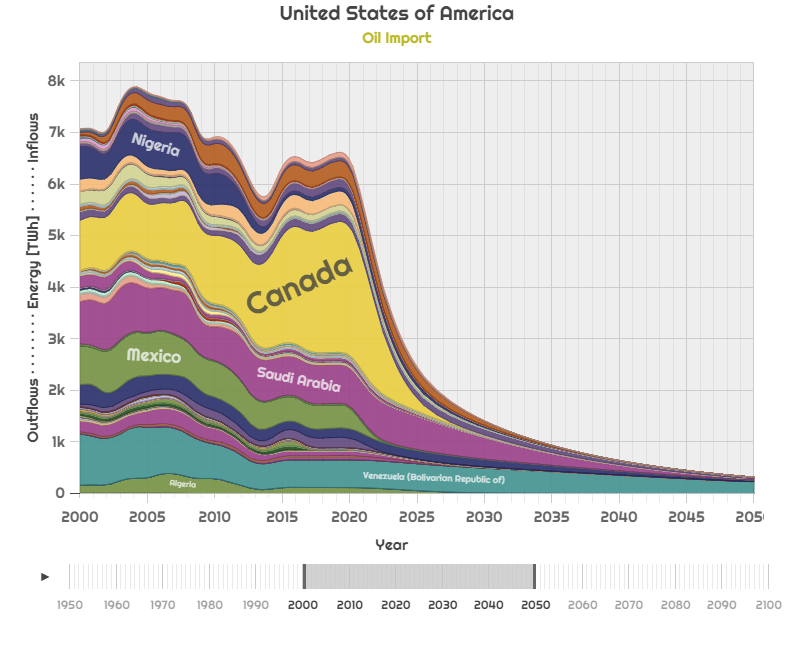 United States of America
Oil Import
8k
7k
6k
5k
4k
3k
2k
1k
0
Outflows · · · · · · · · Energy [TWh] · · · · · · Inflows
Nigeria
Canada
Saudi Arabia
Mexico
Venezuela (Bolivarian Republic of)
Algeria
2000 2005 2010 2015 2020 2025 2030 2035 2040 2045 205
Year
►
1950 1960 1970 1980 1990 2000 2010 2020 2030 2040 2050 2060 2070 2080 2090 2100